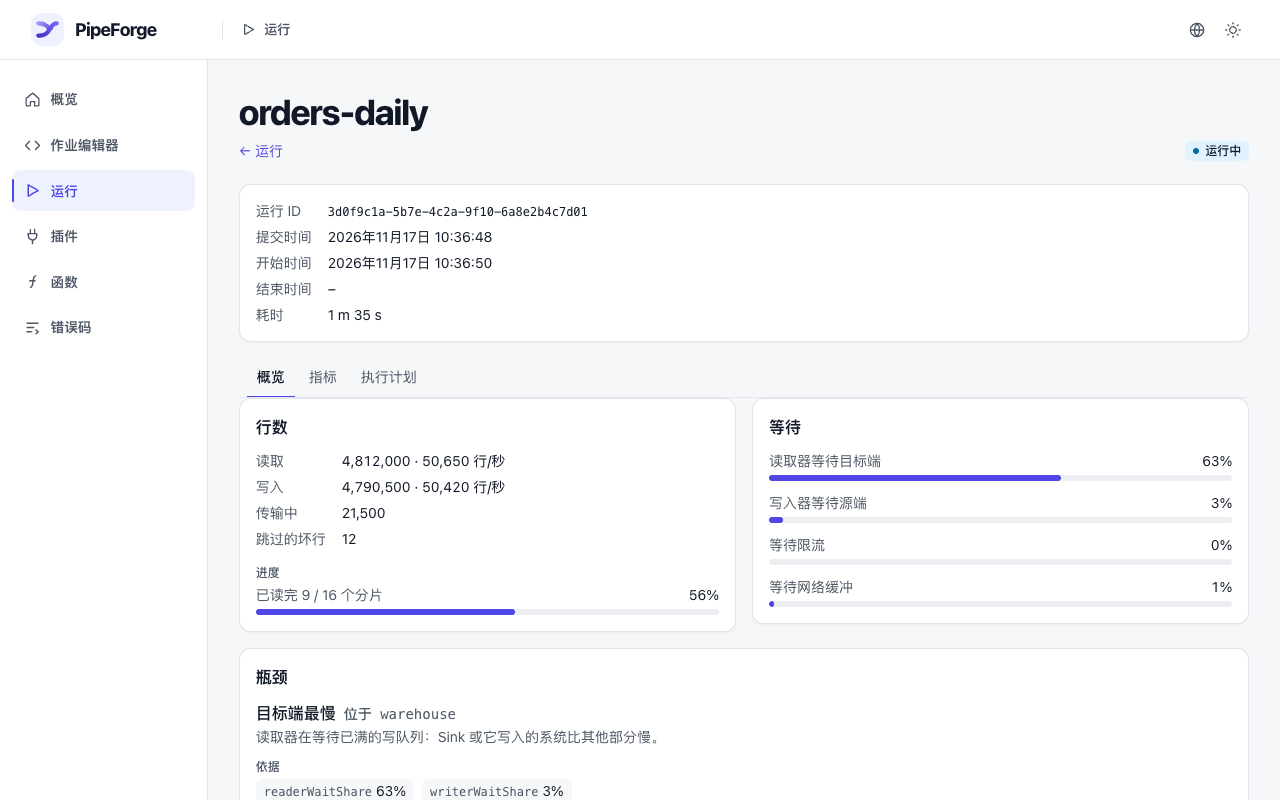 PipeForge
运行
概览
作业编辑器
运行
插件
函数
错误码
orders-daily
← 运行
运行中
运行 ID 3d0f9c1a-5b7e-4c2a-9f10-6a8e2b4c7d01
提交时间 2026年11月17日 10:36:48
开始时间 2026年11月17日 10:36:50
结束时间 –
耗时 1 m 35 s
概览 指标 执行计划
行数
读取 4,812,000 · 50,650 行/秒
写入 4,790,500 · 50,420 行/秒
传输中 21,500
跳过的坏行 12
进度
已读完 9 / 16 个分片 56%
等待
读取器等待目标端 63%
写入器等待源端 3%
等待限流 0%
等待网络缓冲 1%
瓶颈
目标端最慢 位于 warehouse
读取器在等待已满的写队列：Sink 或它写入的系统比其他部分慢。
依据
readerWaitShare 63% writerWaitShare 3%